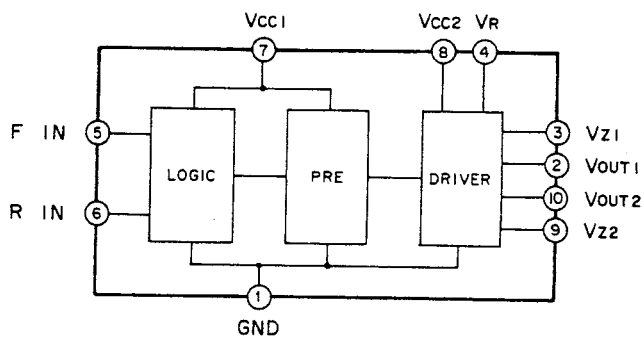 VCC1 VCC2 VR
7 8 4
F IN 5 3 VZ1
LOGIC PRE DRIVER
2 VOUT1
R IN 6 10 VOUT2
9 VZ2
1
GND